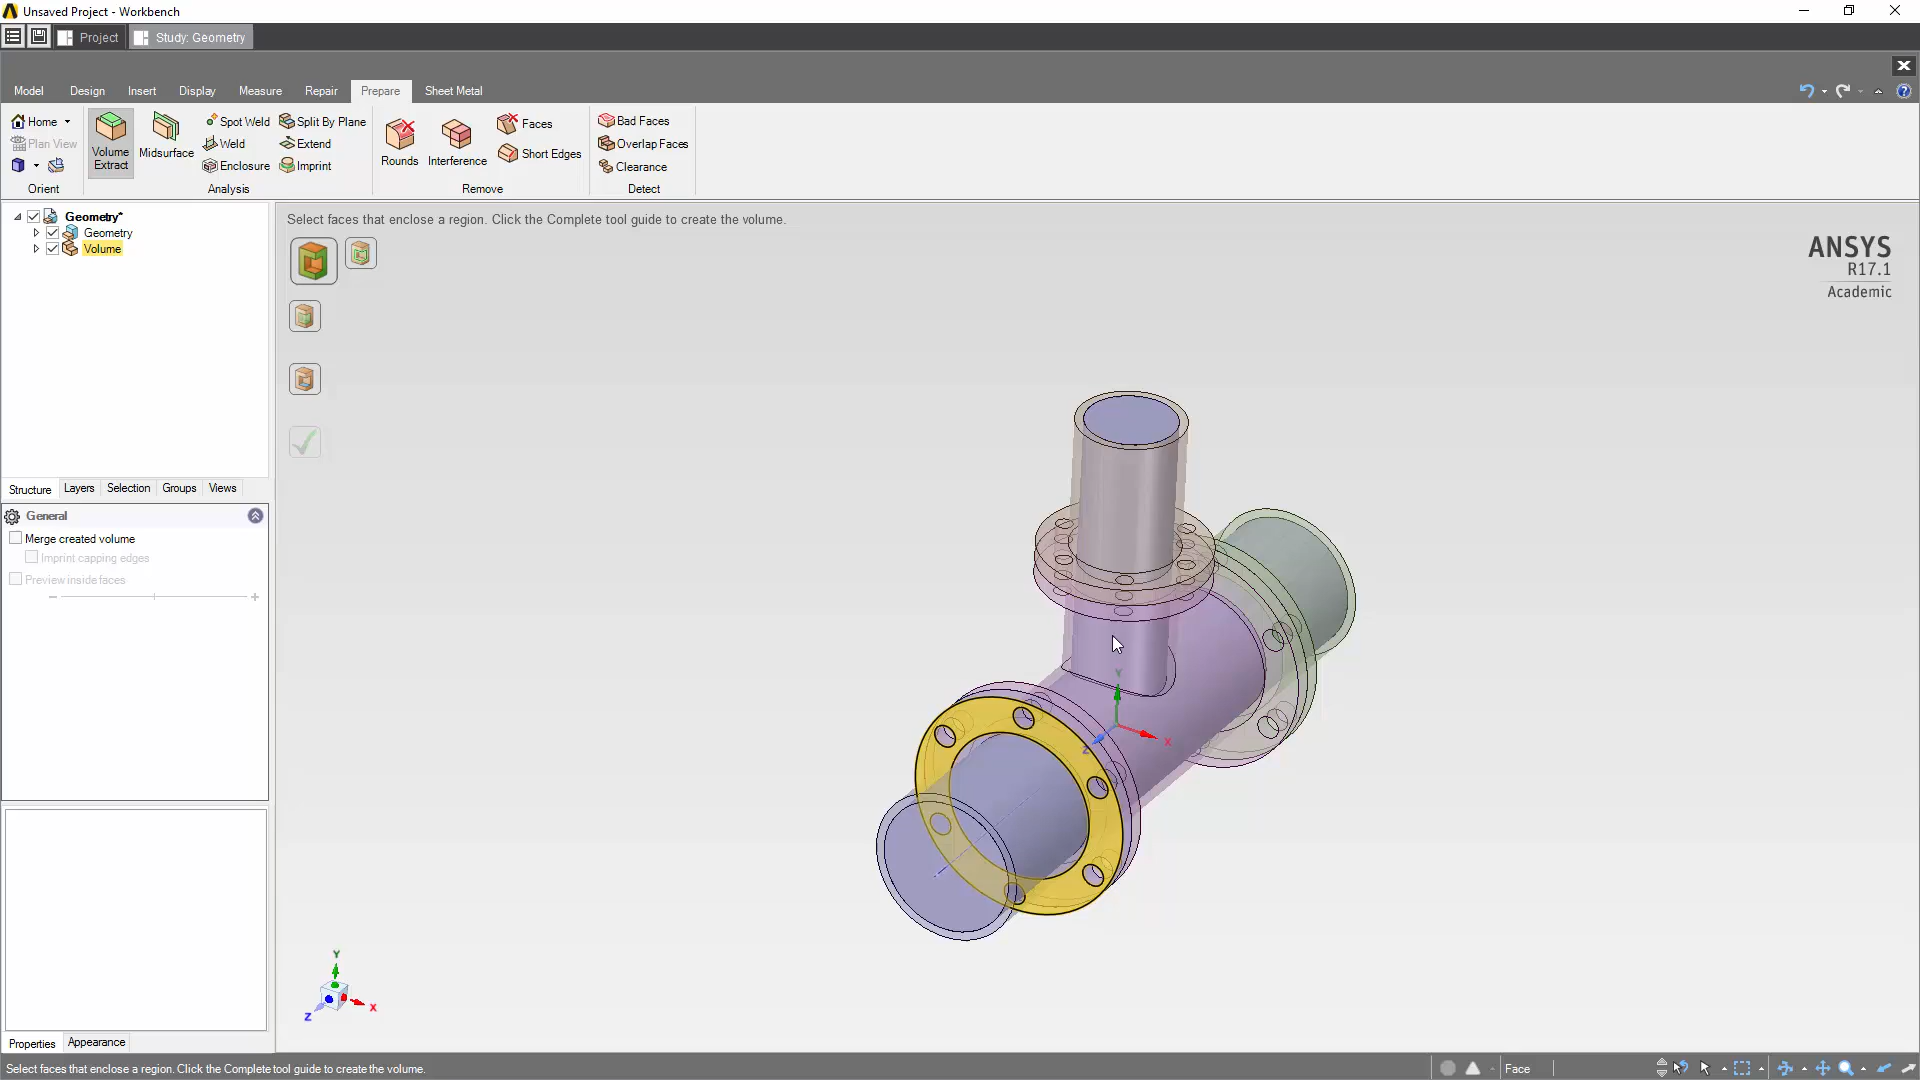 Unsaved Project - Workbench
Project
Study: Geometry
Model Design Insert Display Measure Repair Prepare Sheet Metal
Home
Plan View
Orient
Volume Extract
Midsurface
Spot Weld
Weld
Enclosure
Split By Plane
Extend
Imprint
Analysis
Rounds
Interference
Faces
Short Edges
Remove
Bad Faces
Overlap Faces
Clearance
Detect
Geometry*
Geometry
Volume
Structure Layers Selection Groups Views
General
Merge created volume
Imprint capping edges
Preview inside faces
Properties Appearance
Select faces that enclose a region. Click the Complete tool guide to create the volume.
ANSYS
R17.1
Academic
Y
X
Z
Y
X
Z
Select faces that enclose a region. Click the Complete tool guide to create the volume.
Face